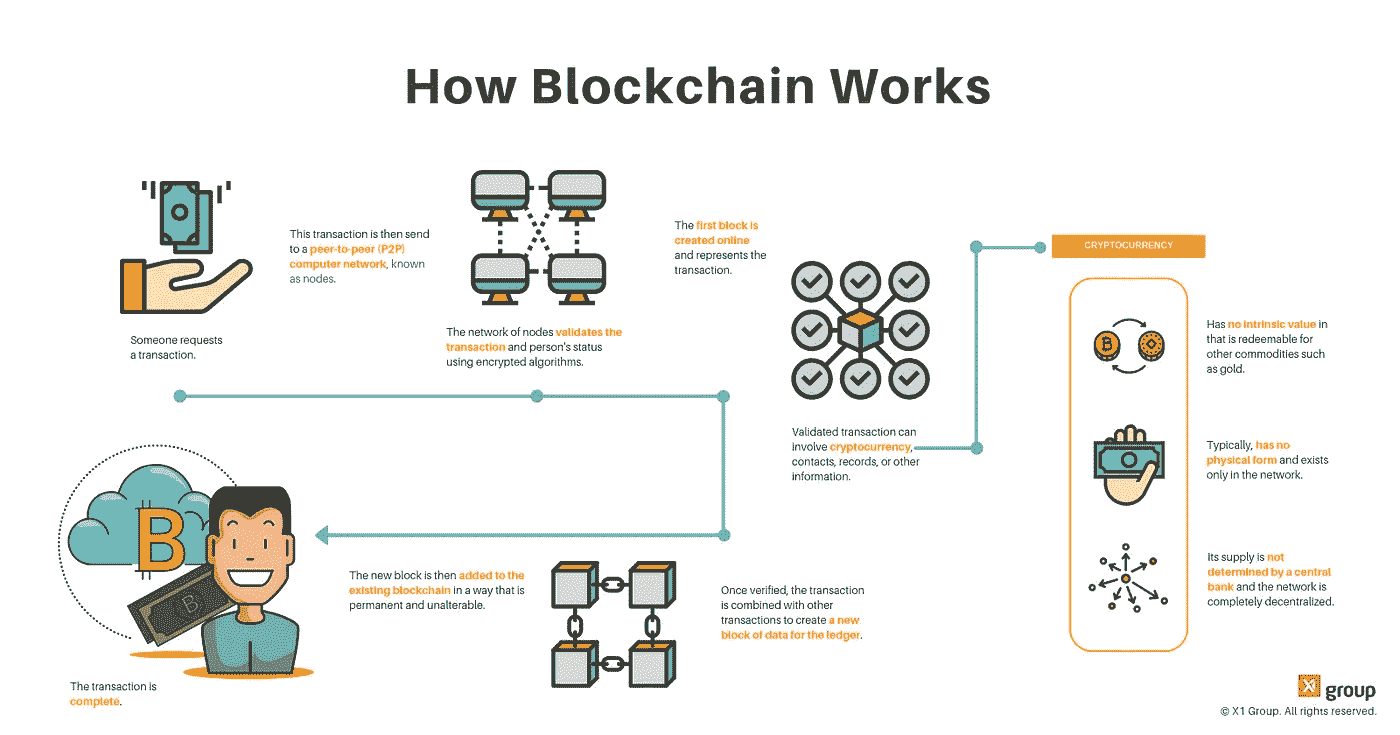 How Blockchain Works
Someone requests
a transaction.
This transaction is then send
to a peer-to-peer (P2P)
computer network, known
as nodes.
The network of nodes validates the
transaction and person's status
using encrypted algorithms.
The first block is
created online
and represents the
transaction.
Validated transaction can
involve cryptocurrency,
contacts, records, or other
information.
CRYPTOCURRENCY
Has no intrinsic value in
that is redeemable for
other commodities such
as gold.
Typically, has no
physical form and exists
only in the network.
Its supply is not
determined by a central
bank and the network is
completely decentralized.
Once verified, the transaction
is combined with other
transactions to create a new
block of data for the ledger.
The new block is then added to the
existing blockchain in a way that is
permanent and unalterable.
B
B
B
The transaction is
complete.
X1 group
© X1 Group. All rights reserved.